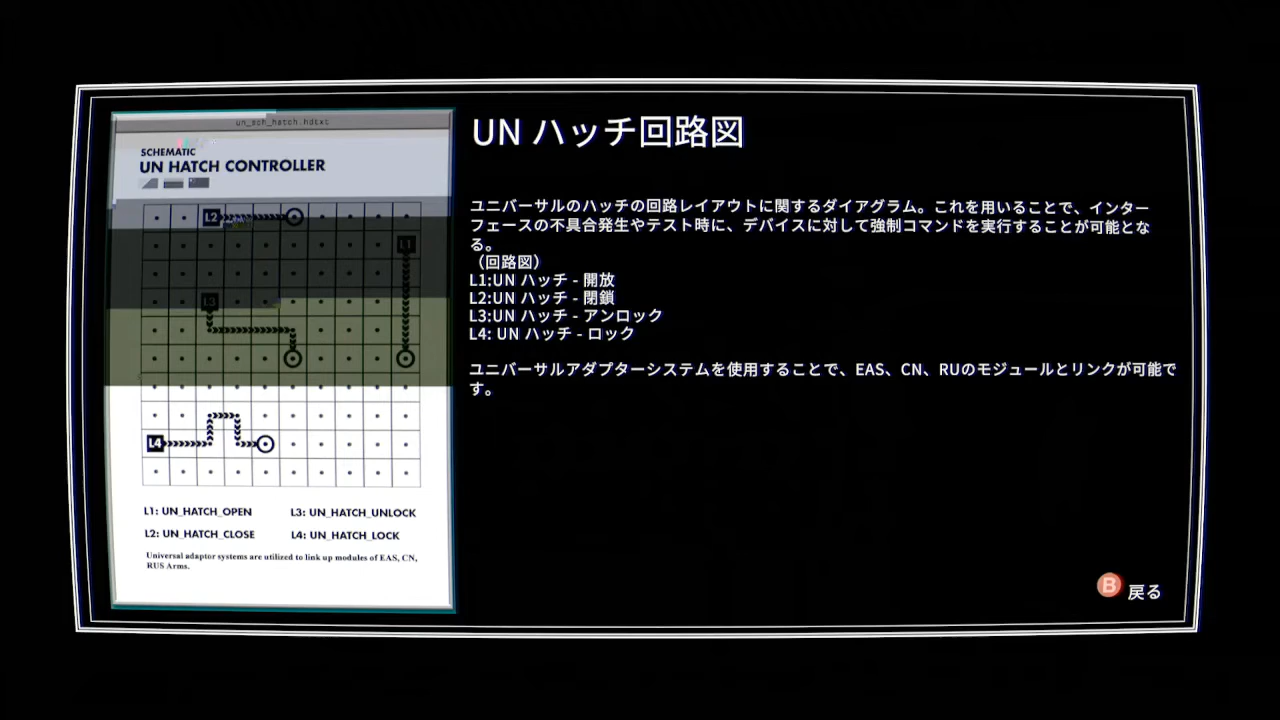 un_sch_hatch.hdtxt
SCHEMATIC
UN HATCH CONTROLLER
L2
L1
L3
L4
L1: UN_HATCH_OPEN
L3: UN_HATCH_UNLOCK
L2: UN_HATCH_CLOSE
L4: UN_HATCH_LOCK
Universal adaptor systems are utilized to link up modules of EAS, CN,
RUS Arms.
UN ハッチ回路図
ユニバーサルのハッチの回路レイアウトに関するダイアグラム。これを用いることで、インター
フェースの不具合発生やテスト時に、デバイスに対して強制コマンドを実行することが可能とな
る。
（回路図）
L1:UN ハッチ - 開放
L2:UN ハッチ - 閉鎖
L3:UN ハッチ - アンロック
L4: UN ハッチ - ロック
ユニバーサルアダプターシステムを使用することで、EAS、CN、RUのモジュールとリンクが可能で
す。
B 戻る